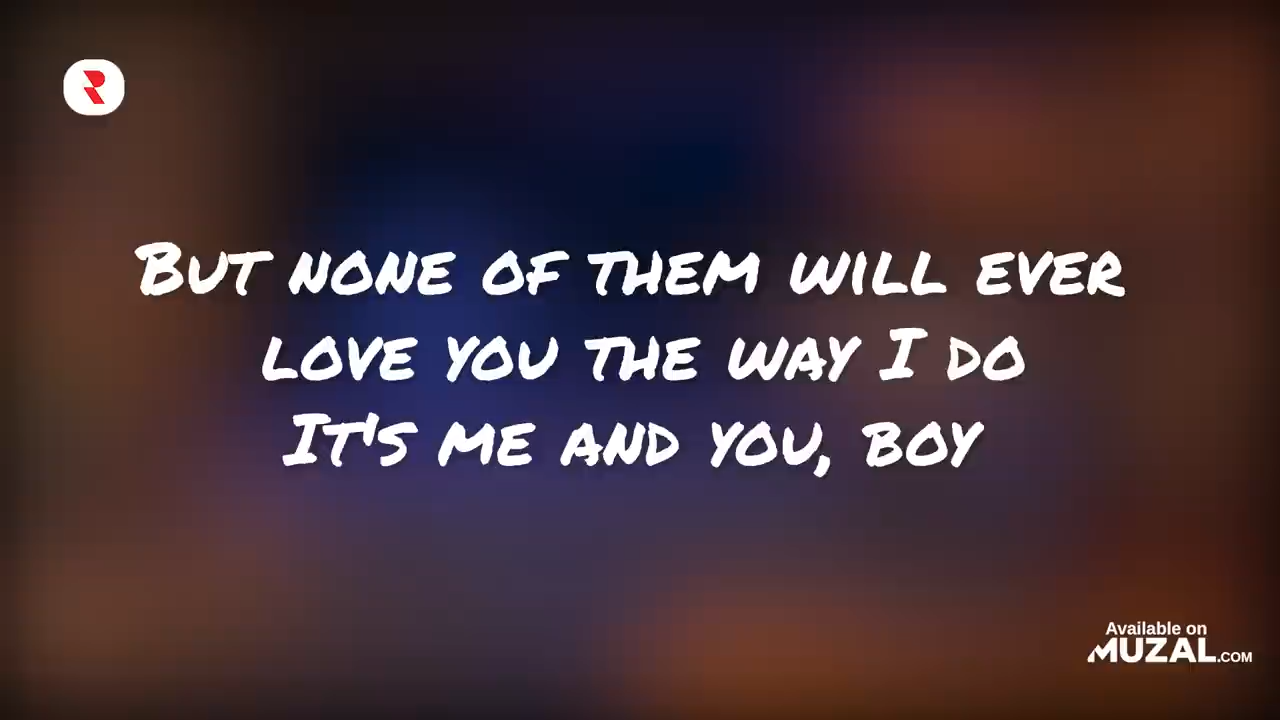 R
But none of them will ever
love you the way I do
It's me and you, boy
Available on
MUZAL.COM